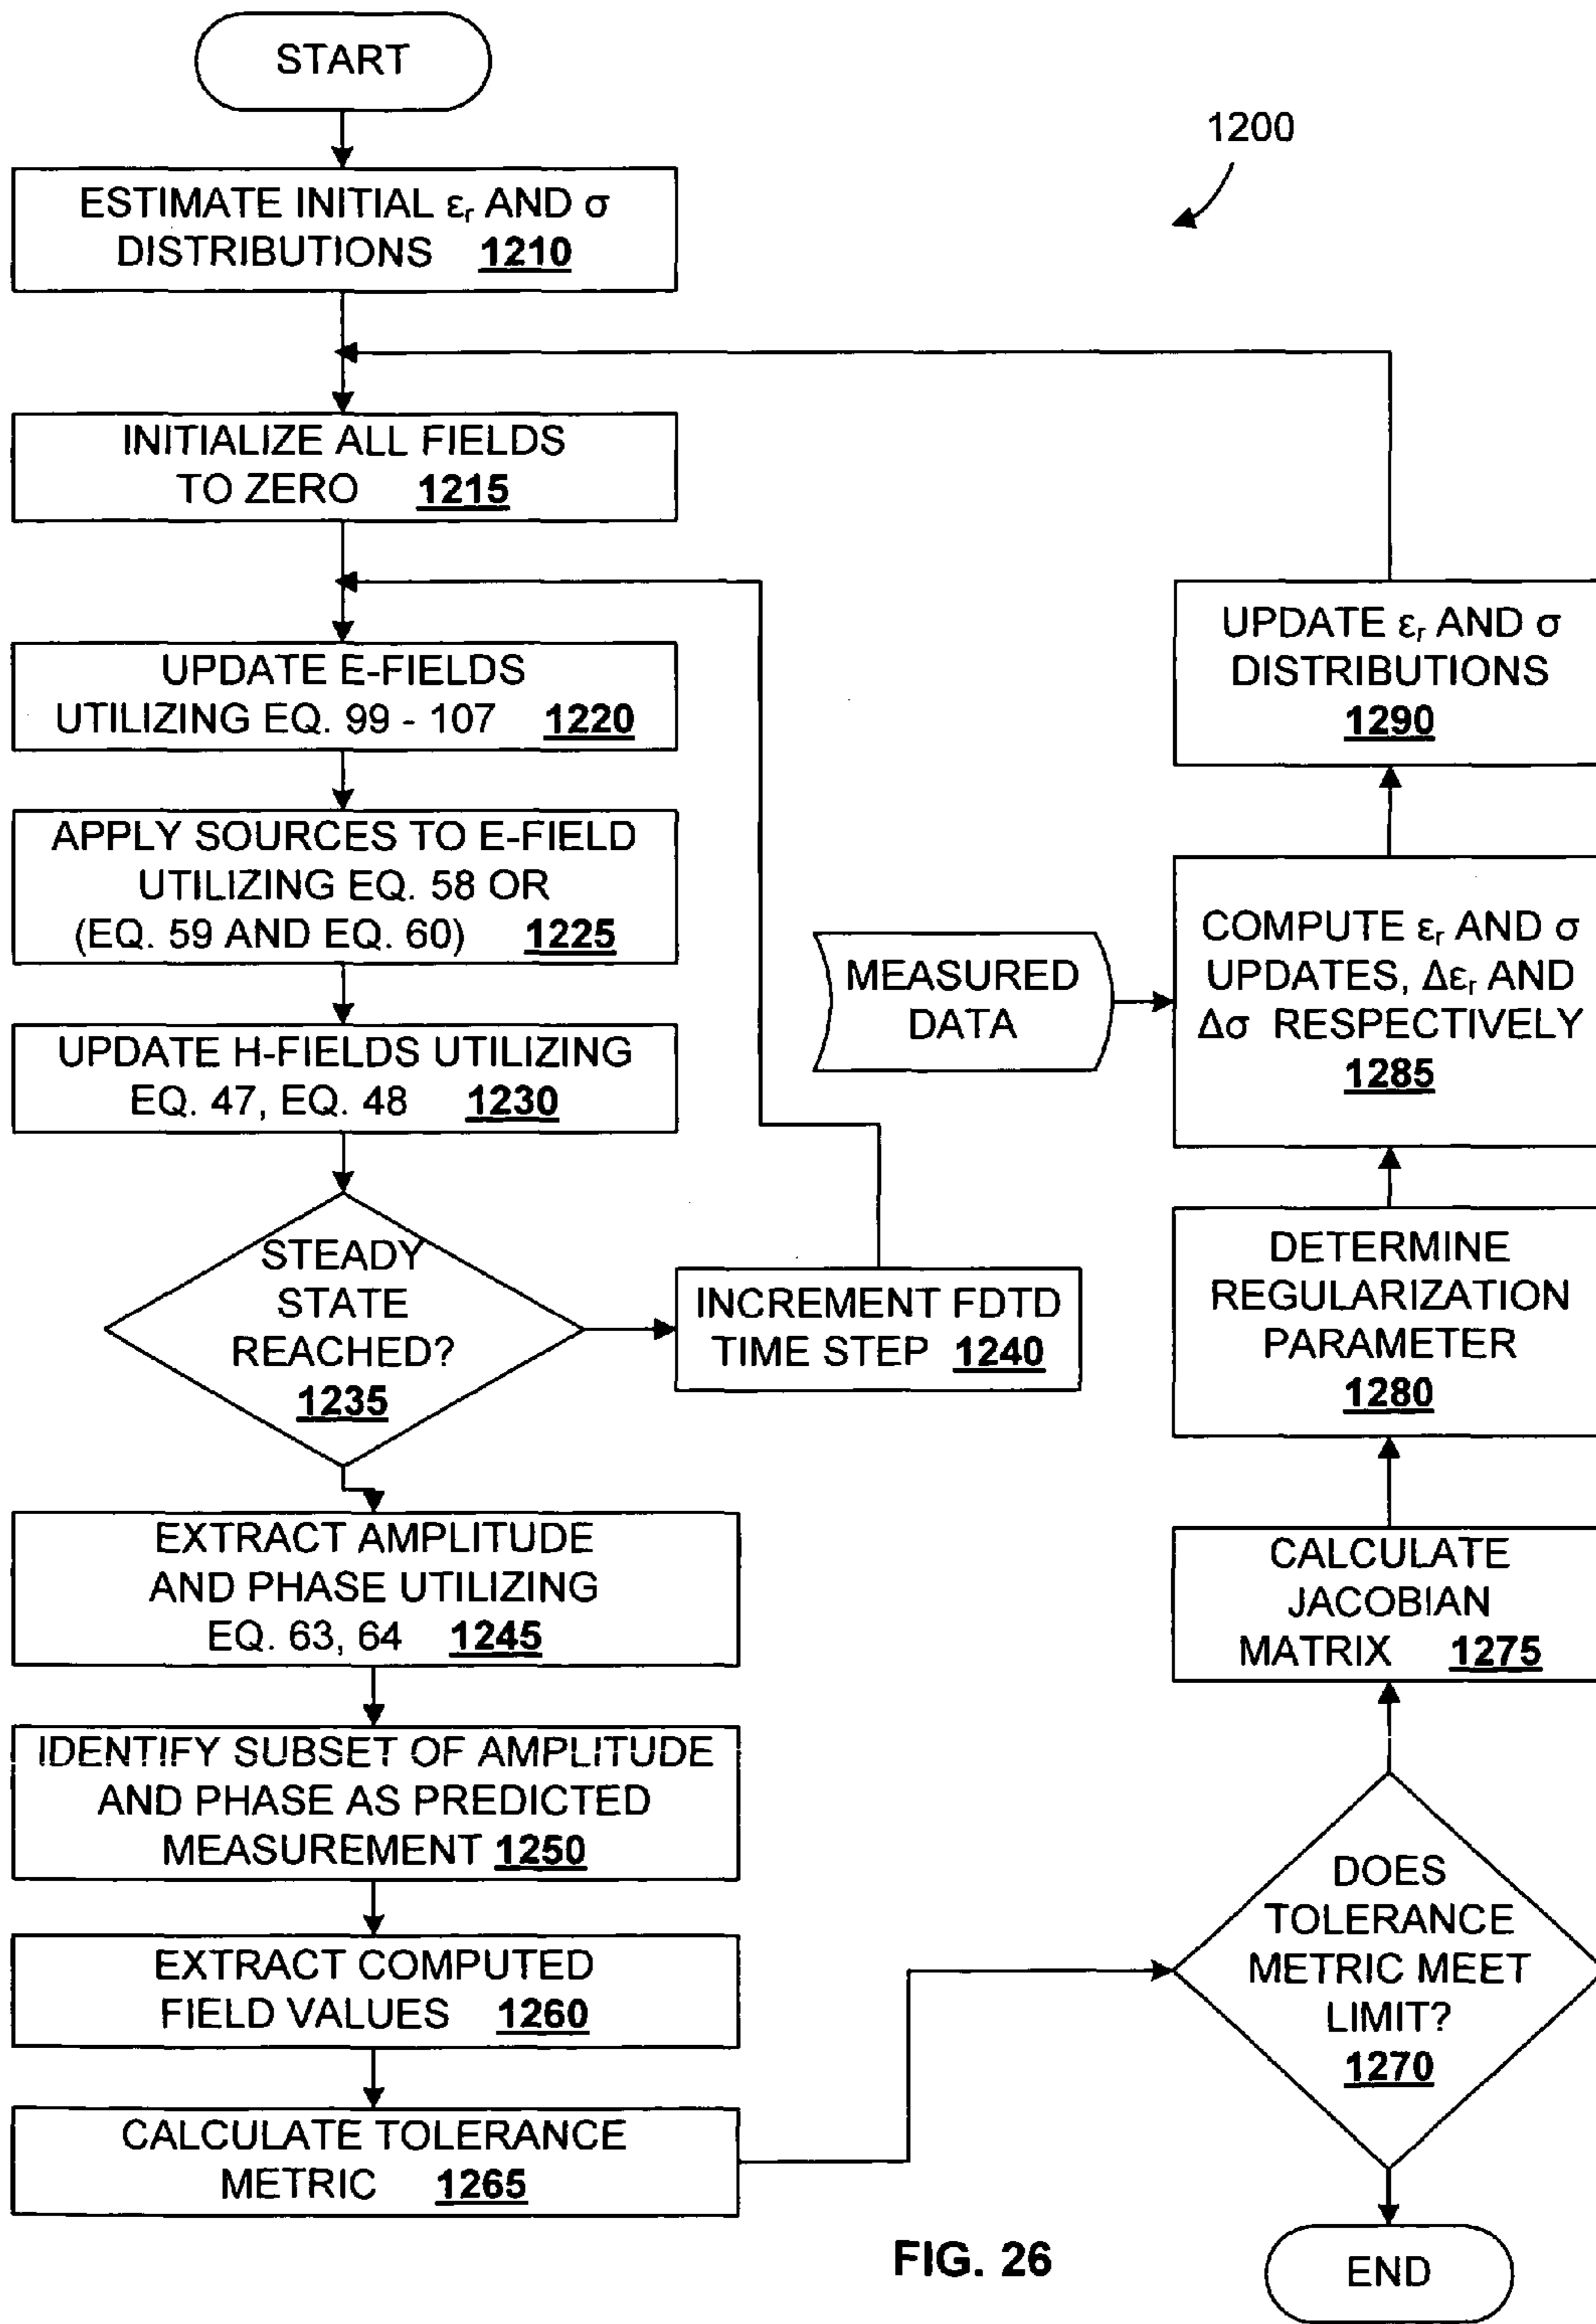 START
1200
ESTIMATE INITIAL εr AND σ
DISTRIBUTIONS 1210
INITIALIZE ALL FIELDS
TO ZERO 1215
UPDATE E-FIELDS
UTILIZING EQ. 99 - 107 1220
APPLY SOURCES TO E-FIELD
UTILIZING EQ. 58 OR
(EQ. 59 AND EQ. 60) 1225
UPDATE H-FIELDS UTILIZING
EQ. 47, EQ. 48 1230
STEADY
STATE
REACHED?
1235
INCREMENT FDTD
TIME STEP 1240
EXTRACT AMPLITUDE
AND PHASE UTILIZING
EQ. 63, 64 1245
IDENTIFY SUBSET OF AMPLITUDE
AND PHASE AS PREDICTED
MEASUREMENT 1250
EXTRACT COMPUTED
FIELD VALUES 1260
CALCULATE TOLERANCE
METRIC 1265
DOES
TOLERANCE
METRIC MEET
LIMIT?
1270
CALCULATE
JACOBIAN
MATRIX 1275
DETERMINE
REGULARIZATION
PARAMETER
1280
MEASURED
DATA
COMPUTE εr AND σ
UPDATES, Δεr AND
Δσ RESPECTIVELY
1285
UPDATE εr AND σ
DISTRIBUTIONS
1290
END
FIG. 26